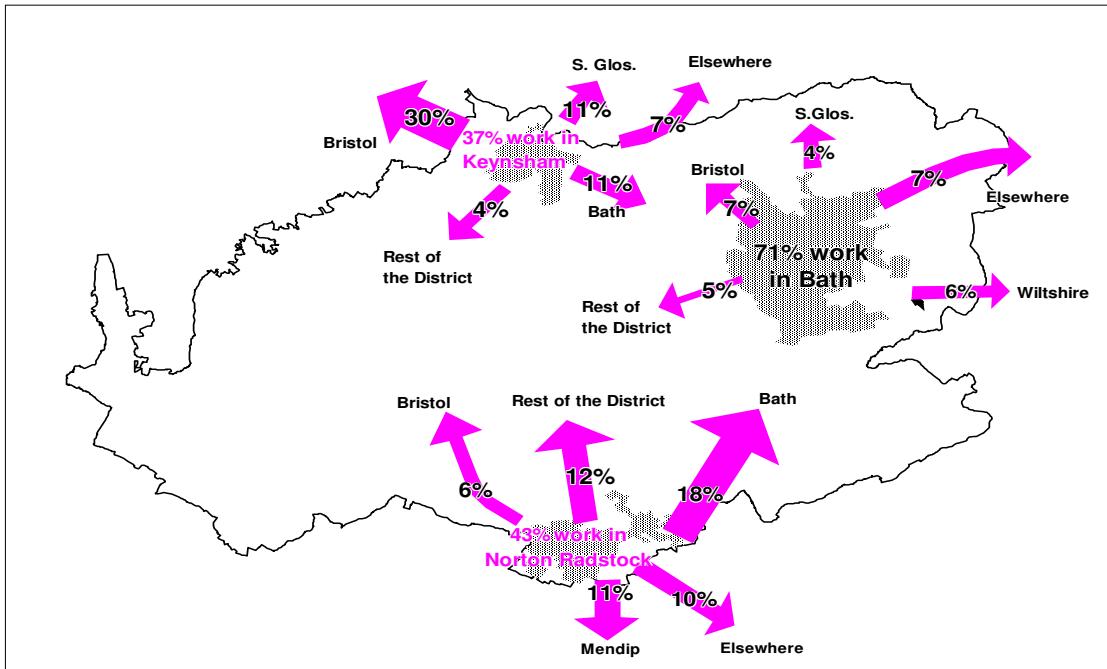 S. Glos.
Elsewhere
30%
11%
7%
Bristol
37% work in
Keynsham
11%
Bath
4%
Rest of
the District
S.Glos.
4%
Bristol
7%
7%
Elsewhere
71% work
in Bath
5%
Rest of
the District
6%
Wiltshire
Bristol
Rest of the District
Bath
6%
12%
18%
43% work in
Norton Radstock
11%
10%
Mendip
Elsewhere